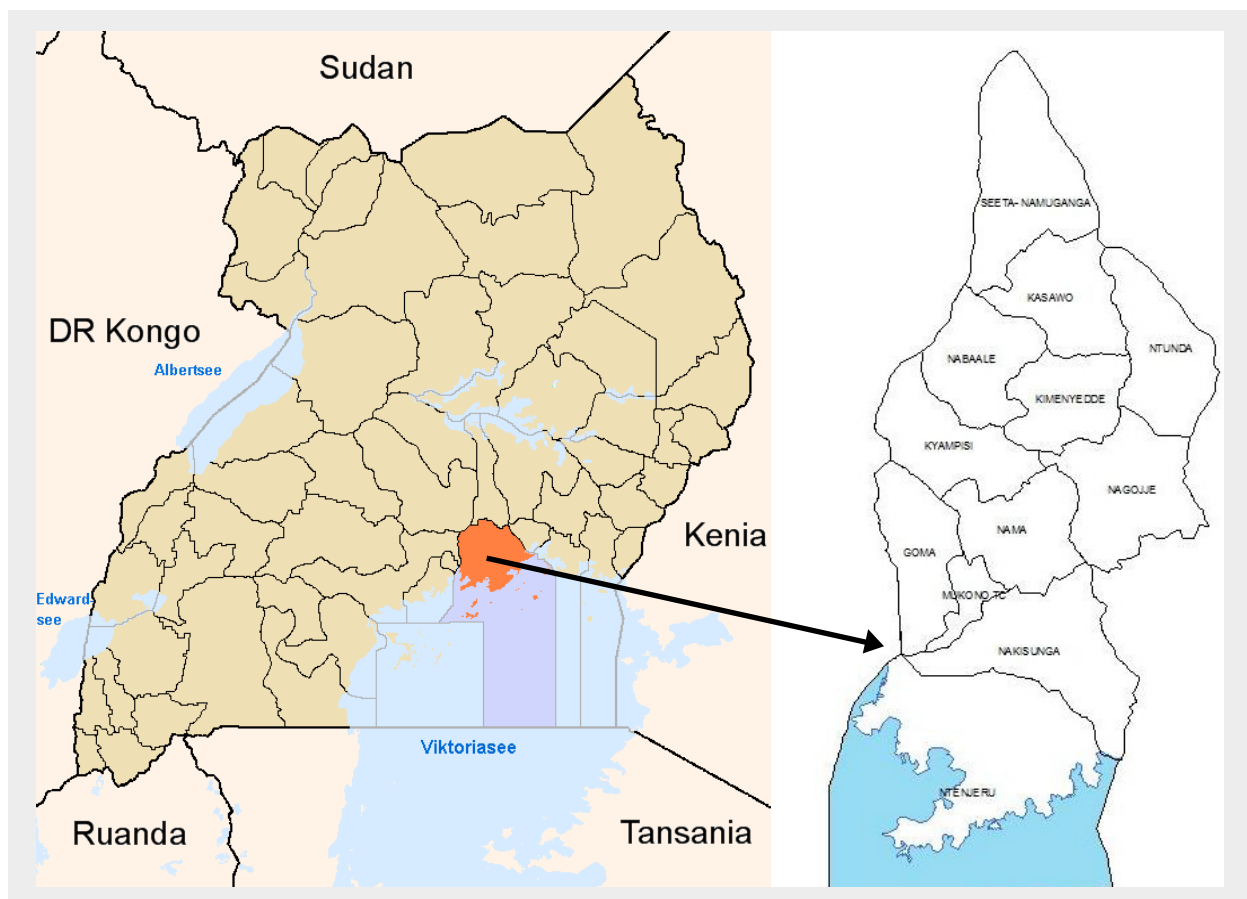 Sudan
DR Kongo
Albertsee
Kenia
Edward-
see
Viktoriasee
Ruanda
Tansania
SEETA- NAMUGANGA
KASAWO
NTUNDA
NABAALE
KIMENYEDDE
KYAMPISI
NAGOJJE
NAMA
GOMA
MUKONO TC
NAKISUNGA
NTENJERU